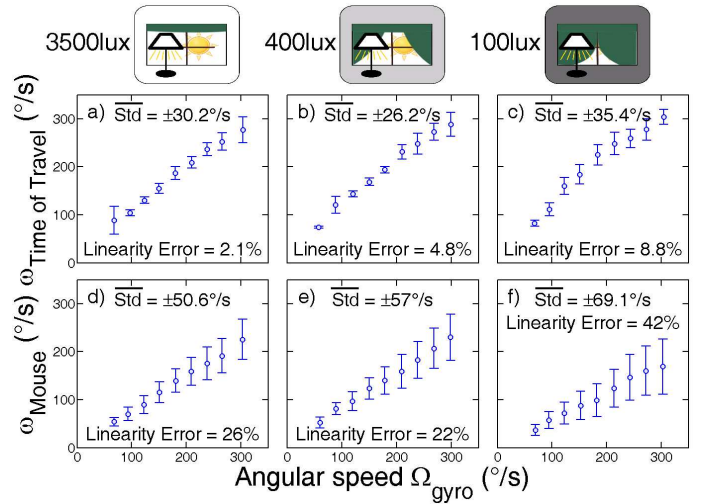 3500lux 400lux 100lux
a) Std = ±30.2°/s
b) Std = ±26.2°/s
c) Std = ±35.4°/s
ω Time of Travel (°/s)
300
200
100
0
Linearity Error = 2.1%
Linearity Error = 4.8%
Linearity Error = 8.8%
d) Std = ±50.6°/s
e) Std = ±57°/s
f) Std = ±69.1°/s
Linearity Error = 42%
ω Mouse (°/s)
300
200
100
0
Linearity Error = 26%
Linearity Error = 22%
0 100 200 300 0 100 200 300 0 100 200 300
Angular speed Ω gyro (°/s)